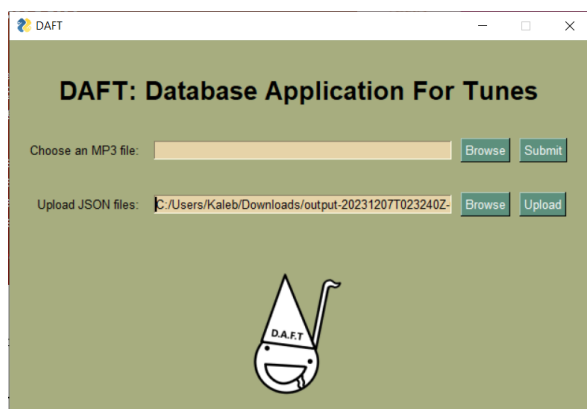 DAFT
DAFT: Database Application For Tunes
Choose an MP3 file: Browse Submit
Upload JSON files: C:/Users/Kaleb/Downloads/output-20231207T023240Z- Browse Upload
D.A.F.T